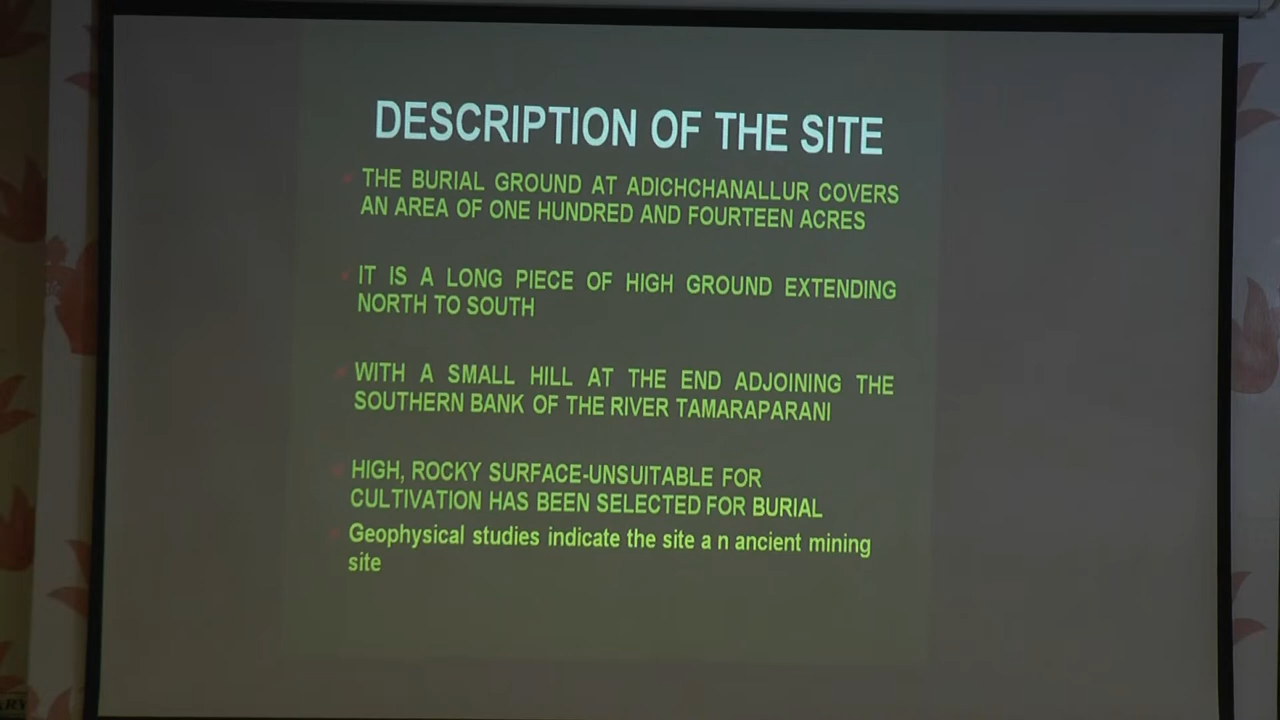 DESCRIPTION OF THE SITE
THE BURIAL GROUND AT ADICHCHANALLUR COVERS
AN AREA OF ONE HUNDRED AND FOURTEEN ACRES
IT IS A LONG PIECE OF HIGH GROUND EXTENDING
NORTH TO SOUTH
WITH A SMALL HILL AT THE END ADJOINING THE
SOUTHERN BANK OF THE RIVER TAMARAPARANI
HIGH, ROCKY SURFACE-UNSUITABLE FOR
CULTIVATION HAS BEEN SELECTED FOR BURIAL
Geophysical studies indicate the site a n ancient mining
site